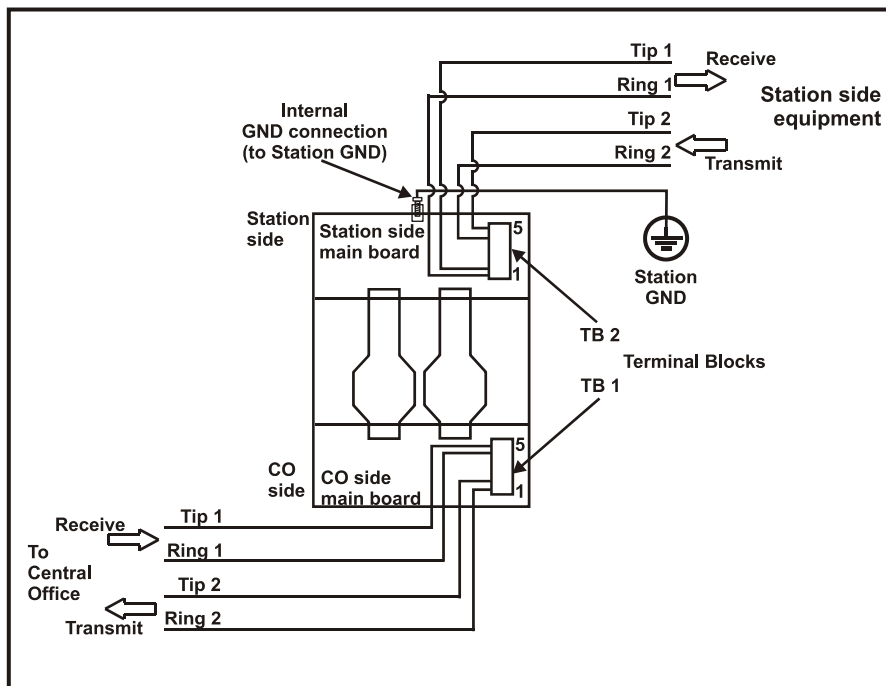 Tip 1
Receive
Ring 1
Station side
equipment
Tip 2
Ring 2
Transmit
Internal
GND connection
(to Station GND)
Station
side
Station side
main board
5
1
Station
GND
TB 2
Terminal Blocks
TB 1
CO
side
CO side
main board
5
1
Receive
Tip 1
Ring 1
To
Central
Office
Tip 2
Ring 2
Transmit